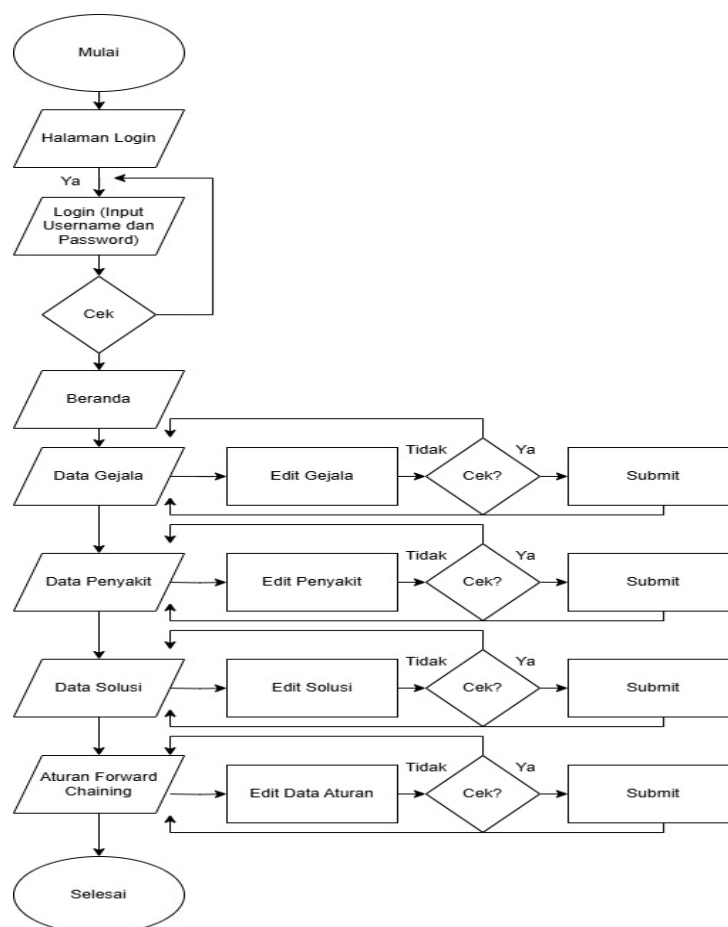 Mulai
Halaman Login
Ya
Login (Input
Username dan
Password)
Cek
Beranda
Data Gejala
Edit Gejala
Tidak
Cek?
Ya
Submit
Data Penyakit
Edit Penyakit
Tidak
Cek?
Ya
Submit
Data Solusi
Edit Solusi
Tidak
Cek?
Ya
Submit
Aturan Forward
Chaining
Edit Data Aturan
Tidak
Cek?
Ya
Submit
Selesai